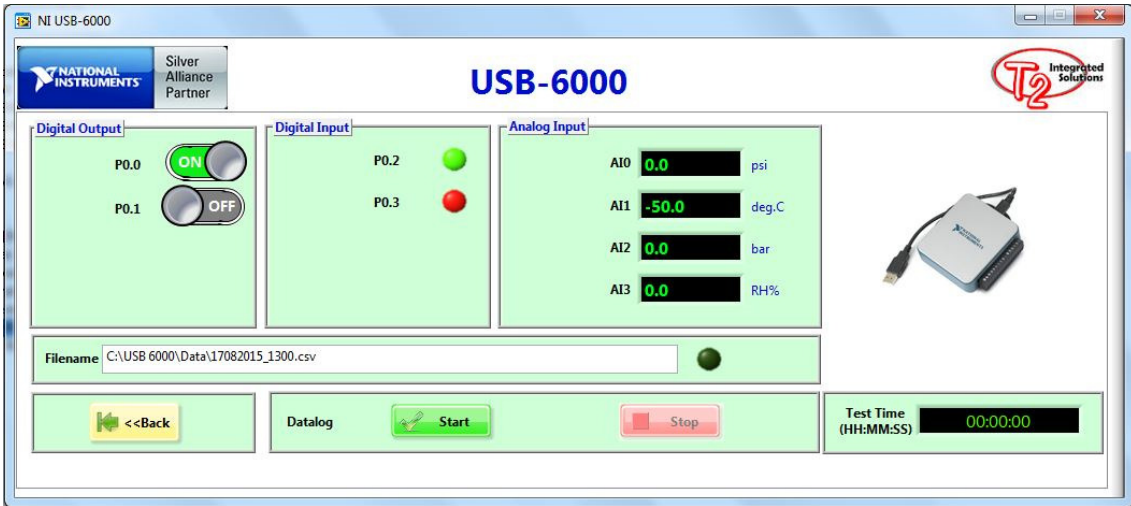 NI USB-6000
NATIONAL INSTRUMENTS
Silver Alliance Partner
USB-6000
T2 Integrated Solutions
Digital Output
P0.0 ON
P0.1 OFF
Digital Input
P0.2
P0.3
Analog Input
AI0 0.0 psi
AI1 -50.0 deg.C
AI2 0.0 bar
AI3 0.0 RH%
NATIONAL INSTRUMENTS
Filename C:\USB 6000\Data\17082015_1300.csv
<<Back
Datalog Start Stop
Test Time
(HH:MM:SS) 00:00:00